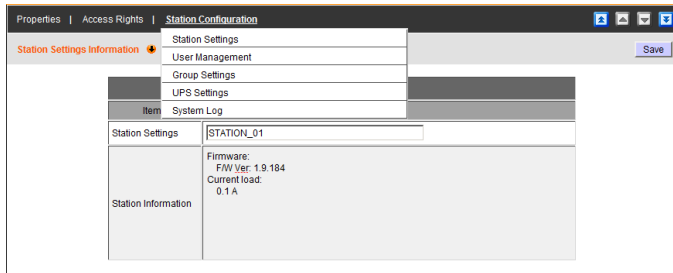 Properties | Access Rights | Station Configuration
Station Settings Information
Save
Station Settings
User Management
Group Settings
UPS Settings
System Log
Item
Station Settings
STATION_01
Station Information
Firmware:
F/W Ver: 1.9.184
Current load:
0.1 A